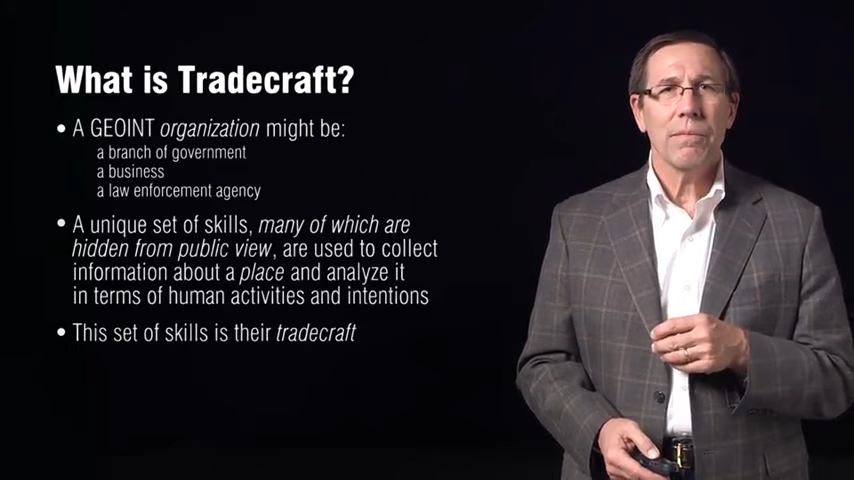 What is Tradecraft?
• A GEOINT organization might be:
a branch of government
a business
a law enforcement agency
• A unique set of skills, many of which are
hidden from public view, are used to collect
information about a place and analyze it
in terms of human activities and intentions
• This set of skills is their tradecraft